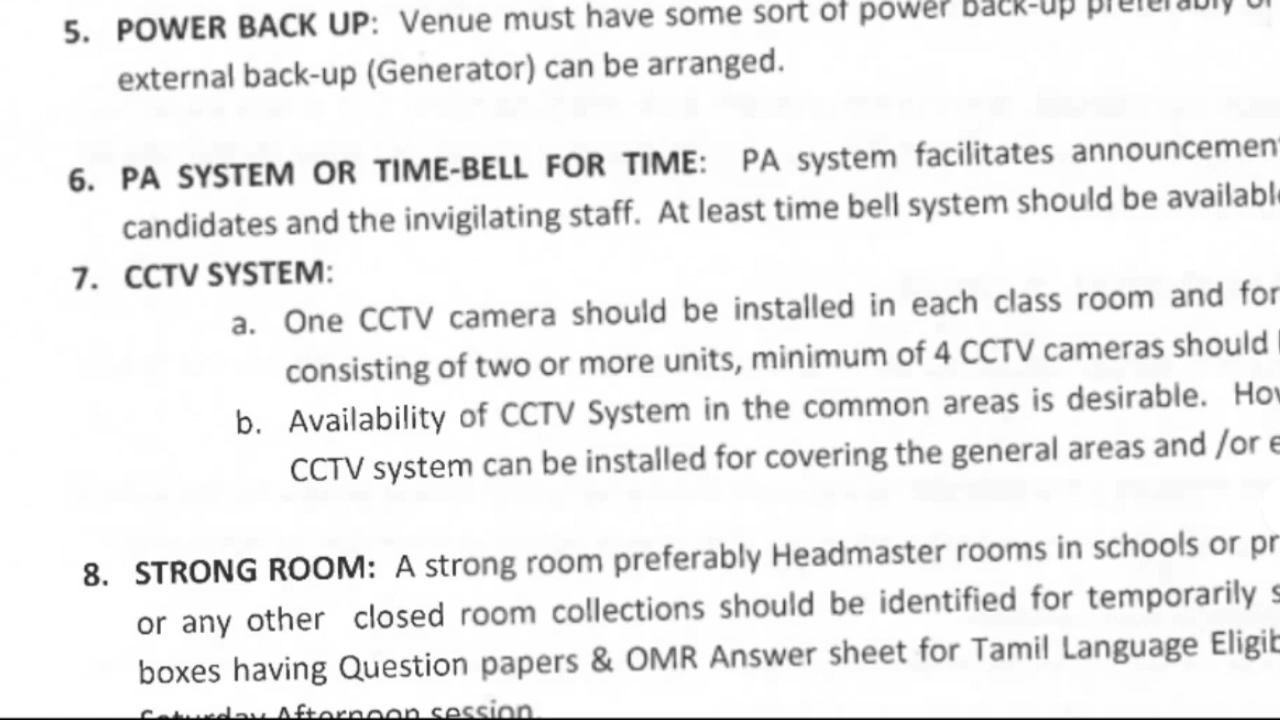 5. POWER BACK UP: Venue must have some sort of power back-up preferably
external back-up (Generator) can be arranged.
6. PA SYSTEM OR TIME-BELL FOR TIME: PA system facilitates
candidates and the invigilating staff. At least time bell system should be
7. CCTV SYSTEM:
a. One CCTV camera should be installed in each class room and for
consisting of two or more units, minimum of 4 CCTV cameras should
b. Availability of CCTV System in the common areas is desirable.
CCTV system can be installed for covering the general areas and /or
8. STRONG ROOM: A strong room preferably Headmaster rooms in schools or
or any other closed room collections should be identified for temporarily
boxes having Question papers & OMR Answer sheet for Tamil Language
Saturday Afternoon session.